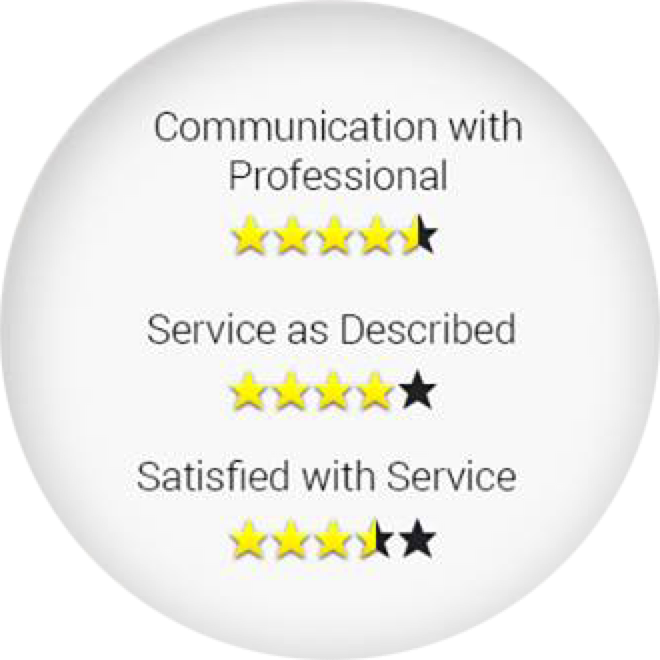 Communication with
Professional
Service as Described
Satisfied with Service